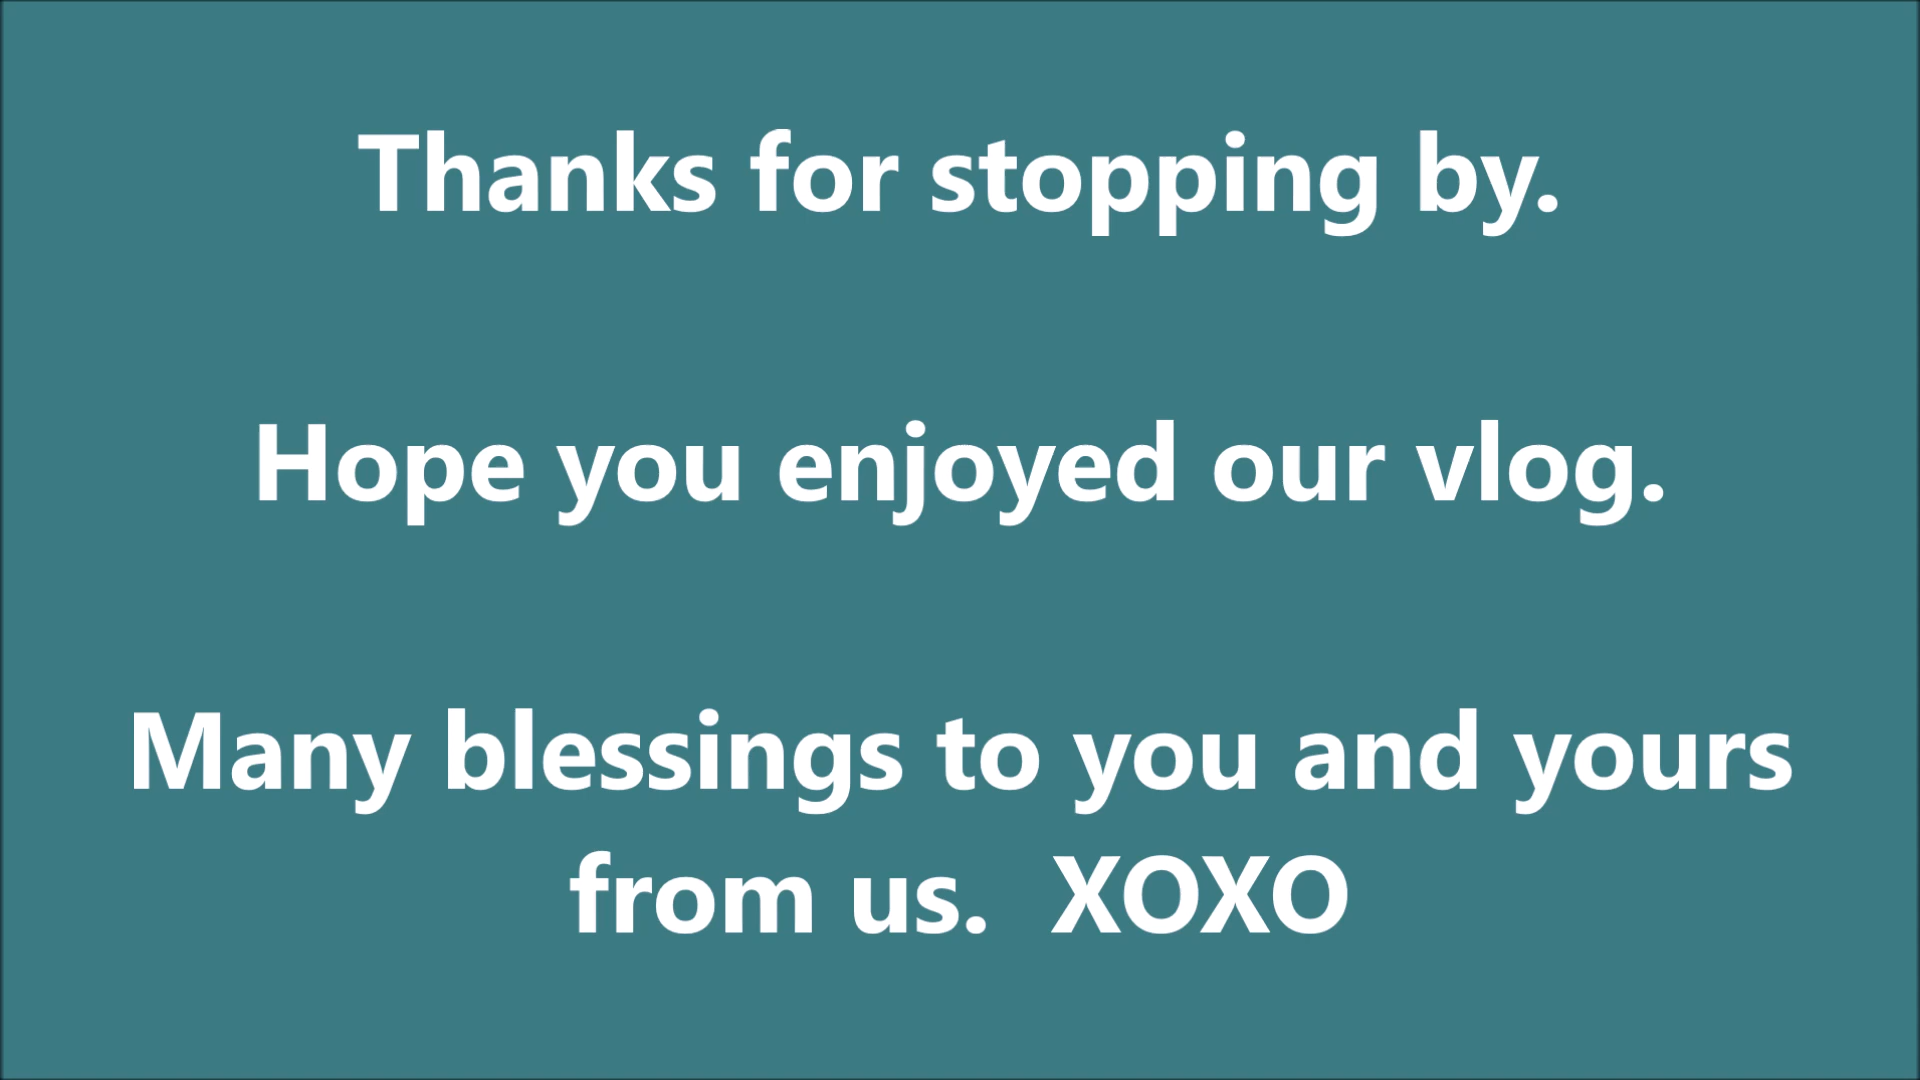 Thanks for stopping by.
Hope you enjoyed our vlog.
Many blessings to you and yours
from us.  XOXO